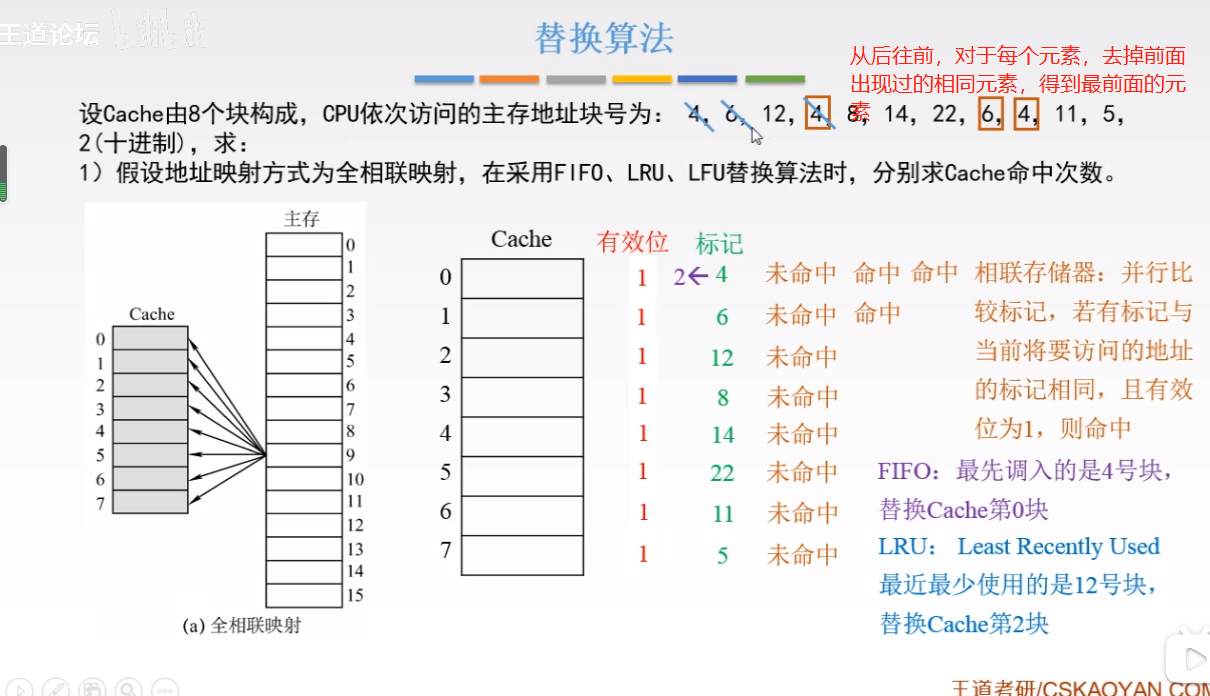 王道论坛
替换算法
从后往前，对于每个元素，去掉前面
出现过的相同元素，得到最前面的元
素
设Cache由8个块构成，CPU依次访问的主存地址块号为： 4，6，12，4，8，14，22，6，4，11，5，
2(十进制)，求：
1）假设地址映射方式为全相联映射，在采用FIFO、LRU、LFU替换算法时，分别求Cache命中次数。
主存
0
1
2
3
4
5
6
7
8
9
10
11
12
13
14
15
Cache
0
1
2
3
4
5
6
7
(a) 全相联映射
Cache 有效位 标记
0 1 2← 4 未命中 命中 命中
1 1 6 未命中 命中
2 1 12 未命中
3 1 8 未命中
4 1 14 未命中
5 1 22 未命中
6 1 11 未命中
7 1 5 未命中
相联存储器：并行比
较标记，若有标记与
当前将要访问的地址
的标记相同，且有效
位为1，则命中
FIFO：最先调入的是4号块，
替换Cache第0块
LRU： Least Recently Used
最近最少使用的是12号块，
替换Cache第2块
王道考研/CSKAOYAN.COM